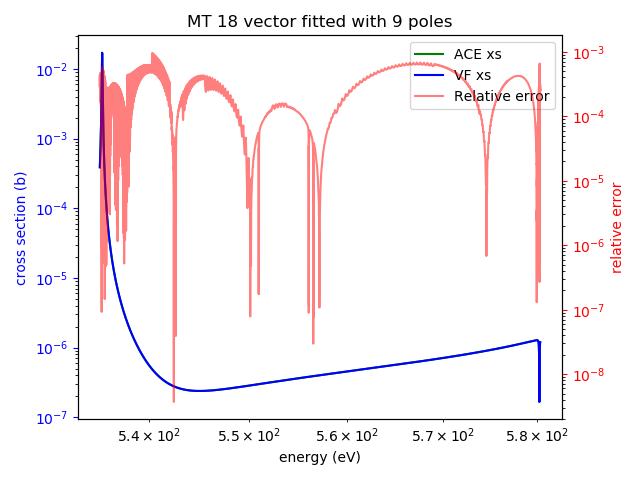 MT 18 vector fitted with 9 poles
ACE xs
VF xs
Relative error
cross section (b)
10⁻²
10⁻³
10⁻⁴
10⁻⁵
10⁻⁶
10⁻⁷
10⁻³
10⁻⁴
10⁻⁵
10⁻⁶
10⁻⁷
10⁻⁸
relative error
5.4 × 10² 5.5 × 10² 5.6 × 10² 5.7 × 10² 5.8 × 10²
energy (eV)